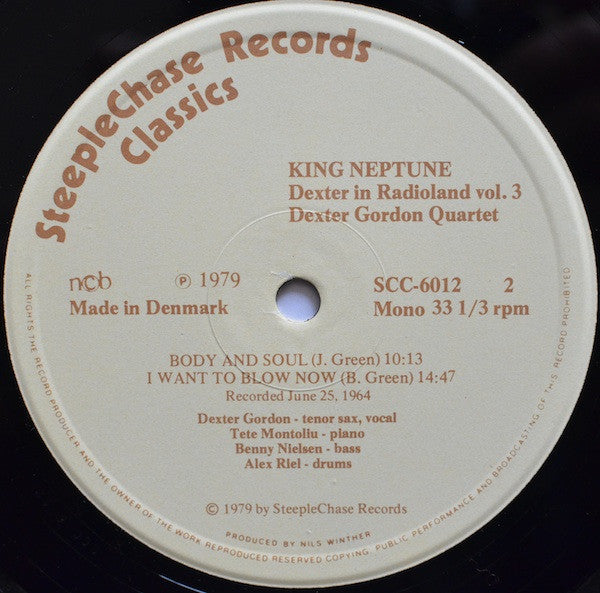 SteepleChase Records
Classics
KING NEPTUNE
Dexter in Radioland vol. 3
Dexter Gordon Quartet
ncb
℗ 1979
SCC-6012 2
Made in Denmark
Mono 33 1/3 rpm
BODY AND SOUL (J. Green) 10:13
I WANT TO BLOW NOW (B. Green) 14:47
Recorded June 25, 1964
Dexter Gordon - tenor sax, vocal
Tete Montoliu - piano
Benny Nielsen - bass
Alex Riel - drums
© 1979 by SteepleChase Records
PRODUCED BY NILS WINTHER
ALL RIGHTS THE RECORD PRODUCER AND THE OWNER OF THE WORK REPRODUCED RESERVED COPYING, PUBLIC PERFORMANCE AND BROADCASTING OF THIS RECORD PROHIBITED